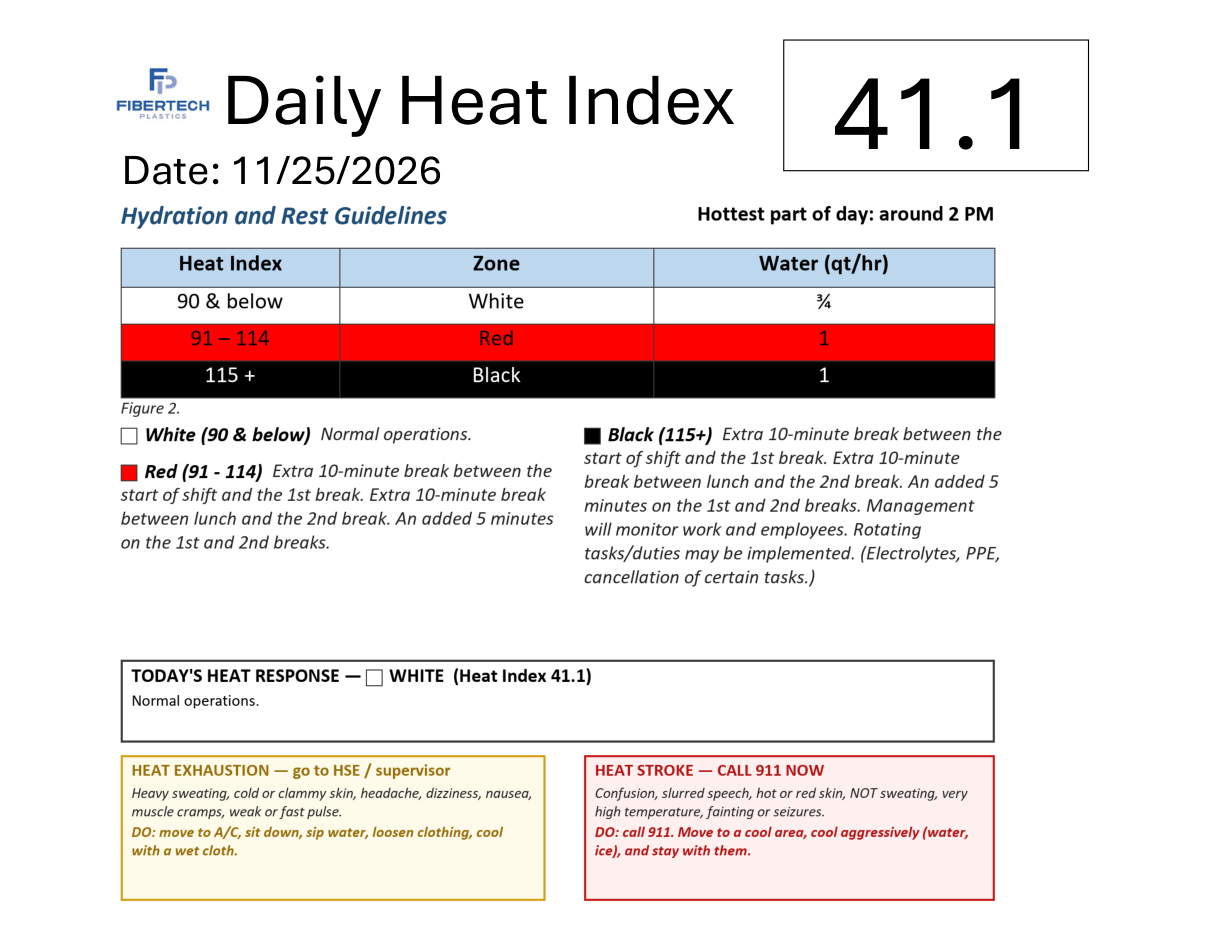 FP
FIBERTECH
PLASTICS
Daily Heat Index
41.1
Date: 11/25/2026
Hydration and Rest Guidelines
Hottest part of day: around 2 PM
Heat Index Zone Water (qt/hr)
90 & below White ¾
91 – 114 Red 1
115 + Black 1
Figure 2.
White (90 & below) Normal operations.
Red (91 - 114) Extra 10-minute break between the
start of shift and the 1st break. Extra 10-minute break
between lunch and the 2nd break. An added 5 minutes
on the 1st and 2nd breaks.
Black (115+) Extra 10-minute break between the
start of shift and the 1st break. Extra 10-minute
break between lunch and the 2nd break. An added 5
minutes on the 1st and 2nd breaks. Management
will monitor work and employees. Rotating
tasks/duties may be implemented. (Electrolytes, PPE,
cancellation of certain tasks.)
TODAY'S HEAT RESPONSE — WHITE (Heat Index 41.1)
Normal operations.
HEAT EXHAUSTION — go to HSE / supervisor
Heavy sweating, cold or clammy skin, headache, dizziness, nausea,
muscle cramps, weak or fast pulse.
DO: move to A/C, sit down, sip water, loosen clothing, cool
with a wet cloth.
HEAT STROKE — CALL 911 NOW
Confusion, slurred speech, hot or red skin, NOT sweating, very
high temperature, fainting or seizures.
DO: call 911. Move to a cool area, cool aggressively (water,
ice), and stay with them.